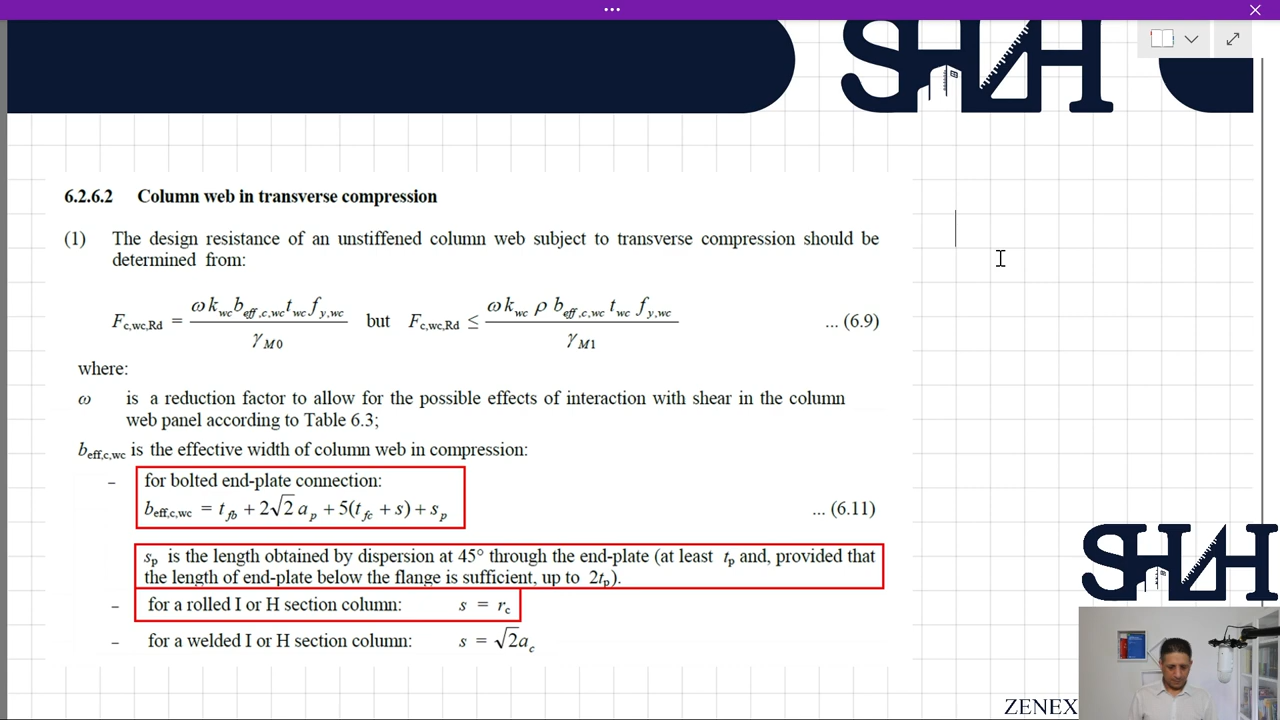 SHZH
6.2.6.2 Column web in transverse compression
(1) The design resistance of an unstiffened column web subject to transverse compression should be
determined from:
F_c,wc,Rd = ω k_wc b_eff,c,wc t_wc f_y,wc / γ_M0 but F_c,wc,Rd ≤ ω k_wc ρ b_eff,c,wc t_wc f_y,wc / γ_M1 ... (6.9)
where:
ω is a reduction factor to allow for the possible effects of interaction with shear in the column
web panel according to Table 6.3;
b_eff,c,wc is the effective width of column web in compression:
– for bolted end-plate connection:
b_eff,c,wc = t_fb + 2√2 a_p + 5(t_fc + s) + s_p ... (6.11)
s_p is the length obtained by dispersion at 45° through the end-plate (at least t_p and, provided that
the length of end-plate below the flange is sufficient, up to 2t_p).
– for a rolled I or H section column: s = r_c
– for a welded I or H section column: s = √2a_c
SHZH
ZENEX